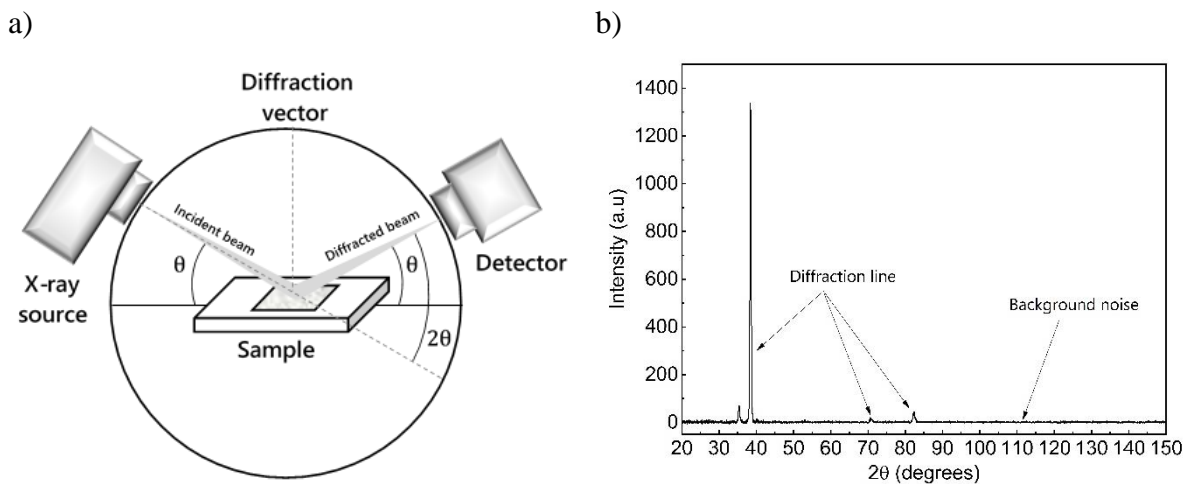 a)
Diffraction
vector
Incident beam
Diffracted beam
θ
θ
X-ray
source
Detector
2θ
Sample
b)
Intensity (a.u)
1400
1200
1000
800
600
400
200
0
Diffraction line
Background noise
20 30 40 50 60 70 80 90 100 110 120 130 140 150
2θ (degrees)